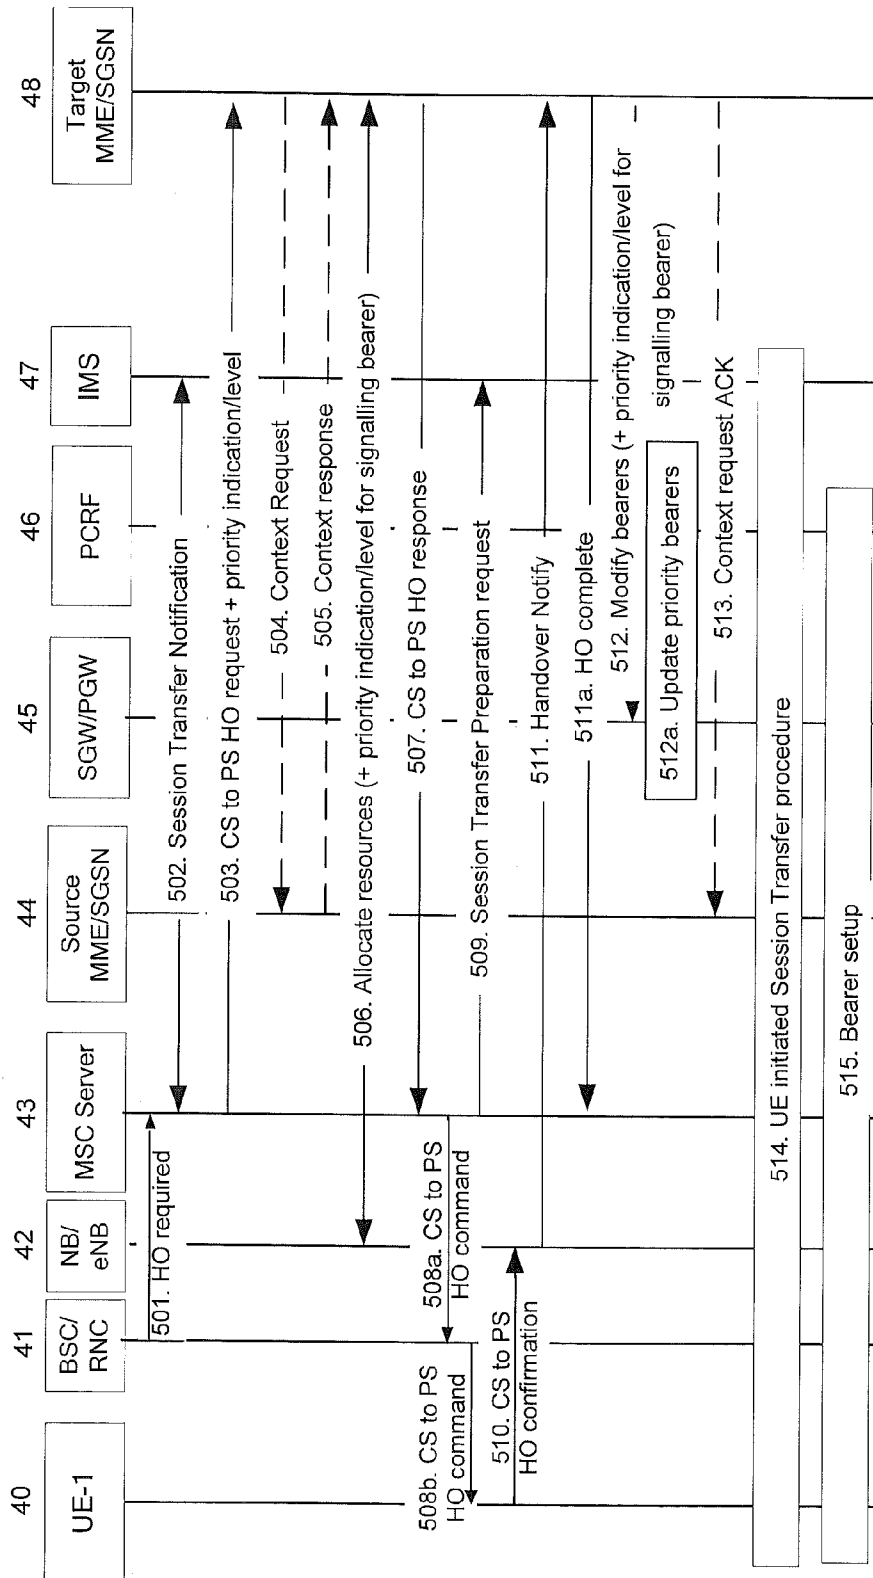 40
41
42
43
44
45
46
47
48
UE-1
BSC/
RNC
NB/
eNB
MSC Server
Source
MME/SGSN
SGW/PGW
PCRF
IMS
Target
MME/SGSN
501. HO required
502. Session Transfer Notification
503. CS to PS HO request + priority indication/level
504. Context Request
505. Context response
506. Allocate resources (+ priority indication/level for signalling bearer)
507. CS to PS HO response
508a. CS to PS
HO command
508b. CS to PS
HO command
509. Session Transfer Preparation request
510. CS to PS
HO confirmation
511. Handover Notify
511a. HO complete
512. Modify bearers (+ priority indication/level for
signalling bearer)
512a. Update priority bearers
513. Context request ACK
514. UE initiated Session Transfer procedure
515. Bearer setup